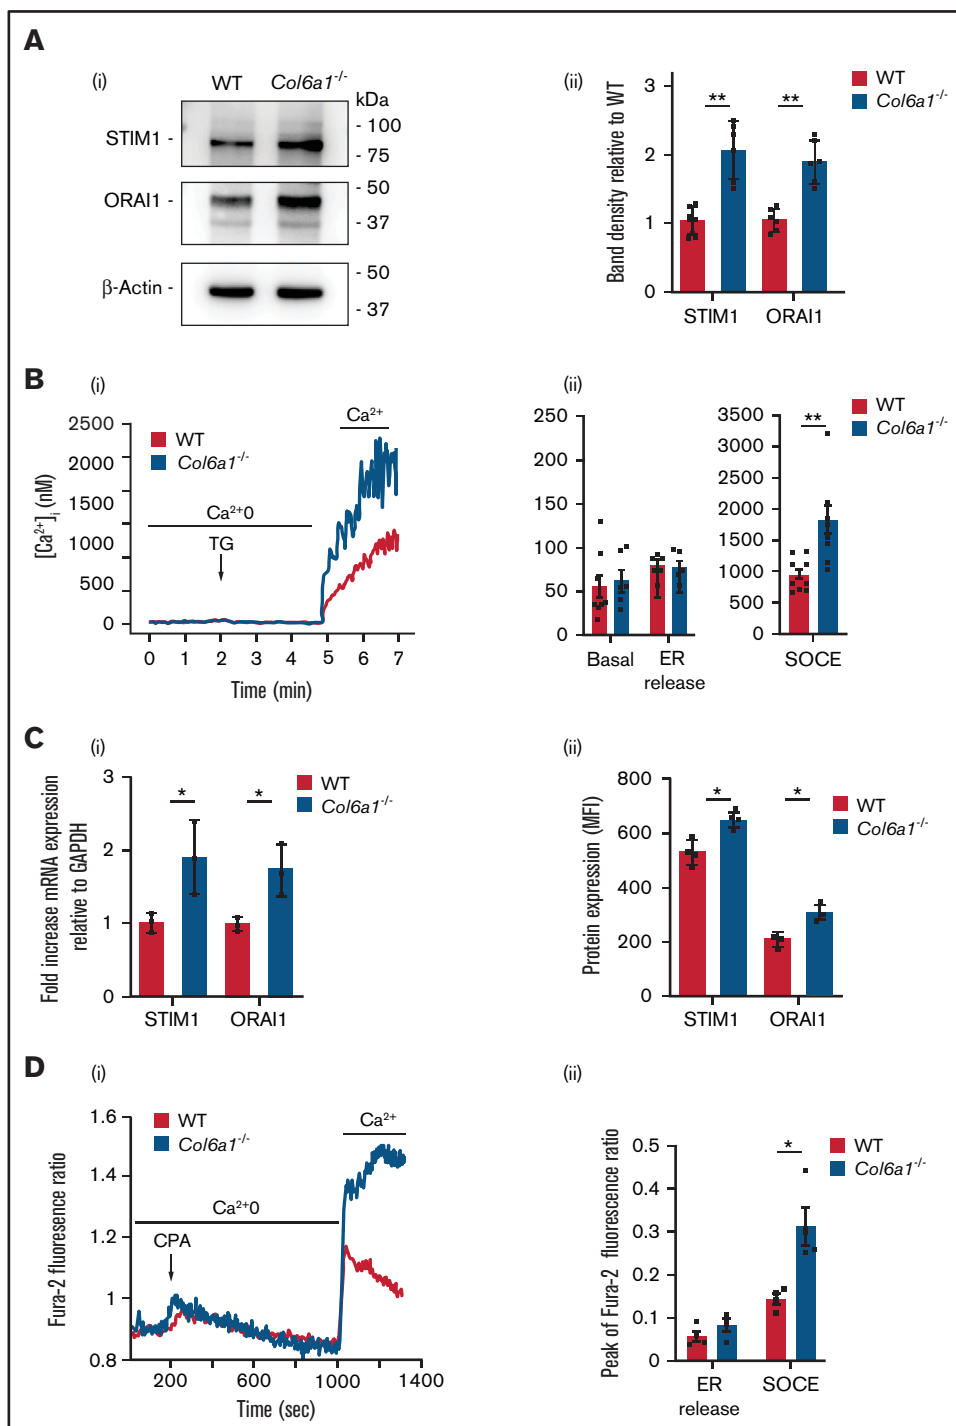 A
(i)
WT
Col6a1-/-
kDa
STIM1 -
- 100
- 75
ORAI1 -
- 50
- 37
β-Actin -
- 50
- 37
(ii)
WT
Col6a1-/-
Band density relative to WT
3
2
1
0
**
**
STIM1
ORAI1
B
(i)
[Ca2+]i (nM)
2500
2000
1500
1000
500
0
WT
Col6a1-/-
Ca2+
Ca2+0
TG
0 1 2 3 4 5 6 7
Time (min)
(ii)
250
200
150
100
50
0
Basal
ER
release
3500
3000
2500
2000
1500
1000
500
0
**
SOCE
WT
Col6a1-/-
C
(i)
Fold increase mRNA expression
relative to GAPDH
3
2
1
0
*
*
STIM1
ORAI1
WT
Col6a1-/-
(ii)
Protein expression (MFI)
800
600
400
200
0
*
*
STIM1
ORAI1
WT
Col6a1-/-
D
(i)
Fura-2 fluoresence ratio
1.6
1.4
1.2
1
0.8
WT
Col6a1-/-
Ca2+
Ca2+0
CPA
200 600 1000 1400
Time (sec)
(ii)
Peak of Fura-2 fluorescence ratio
0.5
0.4
0.3
0.2
0.1
0
*
ER
release
SOCE
WT
Col6a1-/-